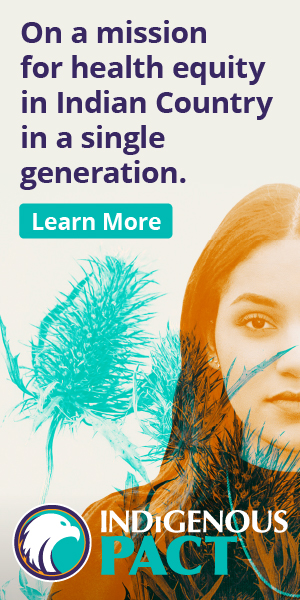 On a mission
for health equity
in Indian Country
in a single
generation.
Learn More
INDiGENOUS
PACT